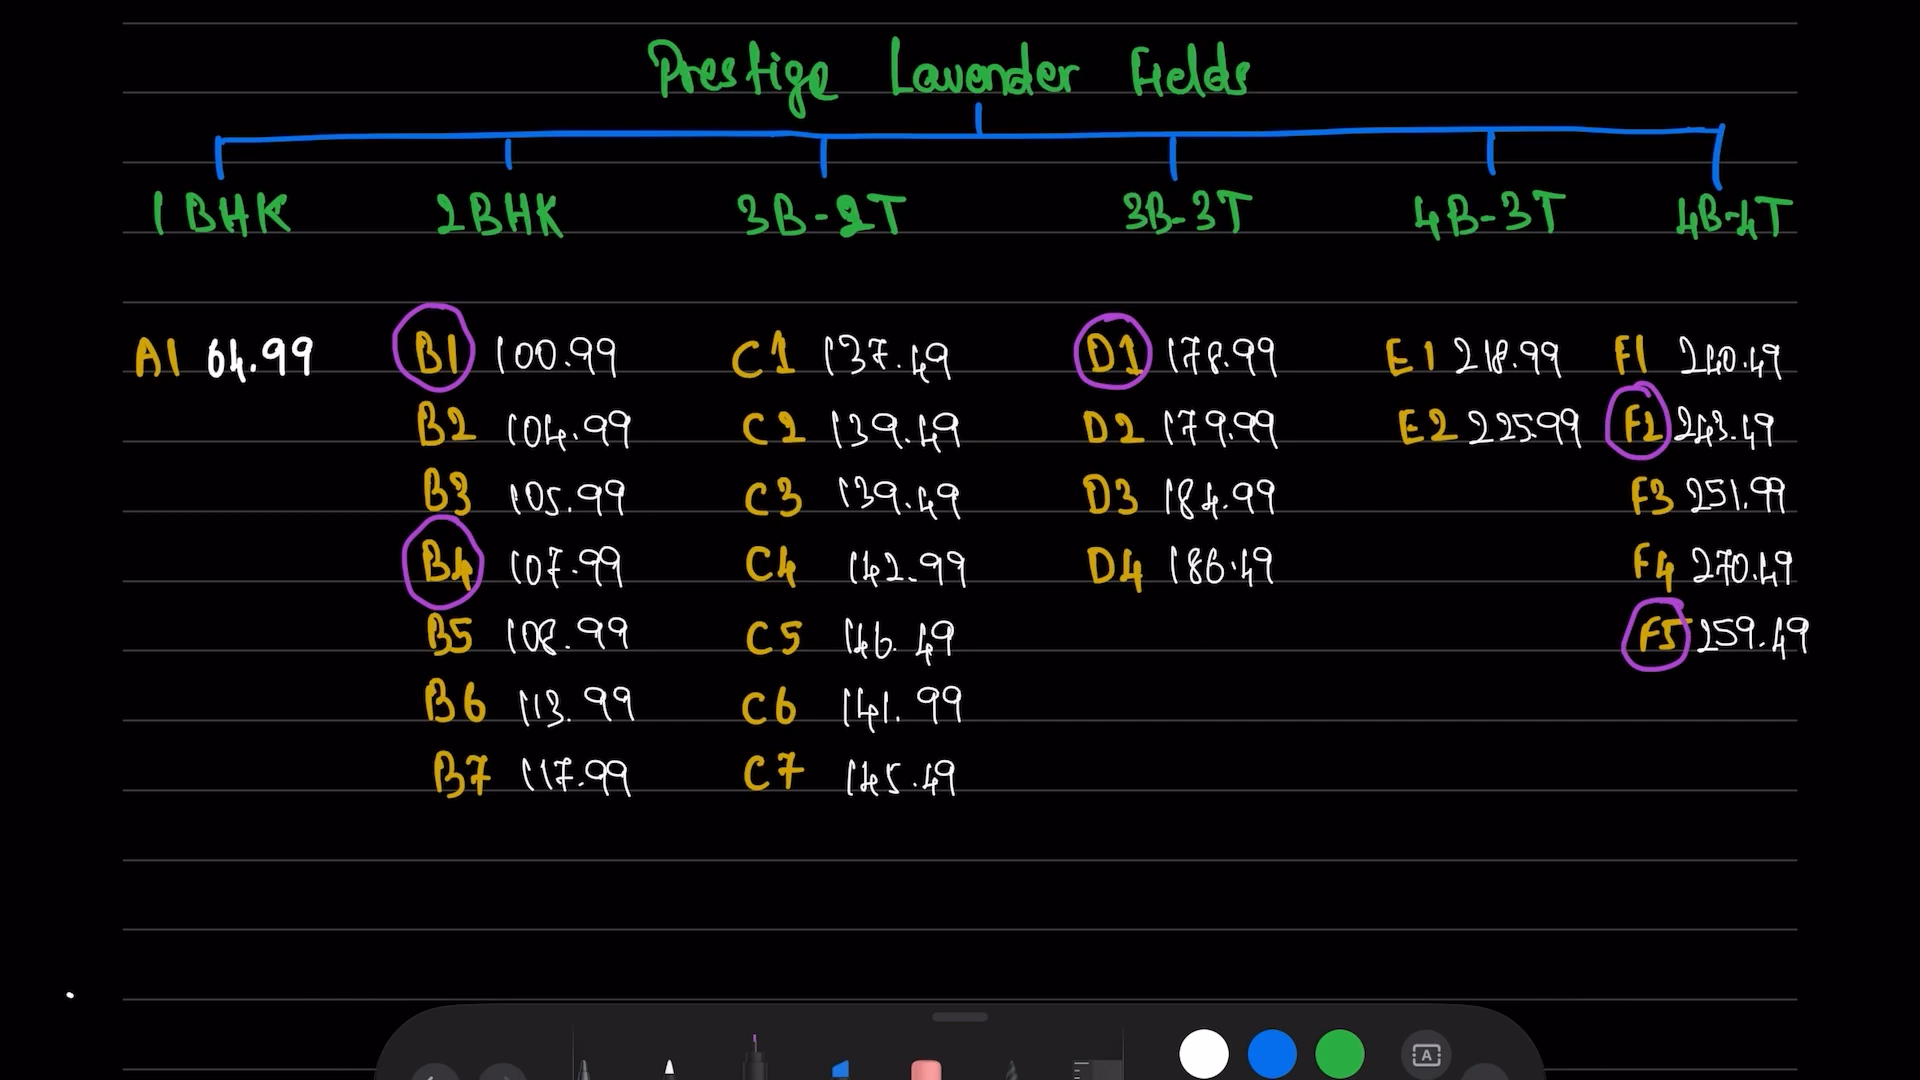 Prestige Lavender Fields
1BHK 2BHK 3B-2T 3B-3T 4B-3T 4B-4T
A1 64.99 B1 100.99 C1 137.49 D1 178.99 E1 218.99 F1 240.49
B2 104.99 C2 139.49 D2 179.99 E2 225.99 F2 243.49
B3 105.99 C3 139.49 D3 184.99 F3 251.99
B4 107.99 C4 142.99 D4 186.49 F4 270.49
B5 108.99 C5 146.49 F5 259.49
B6 113.99 C6 141.99
B7 117.99 C7 145.49
A